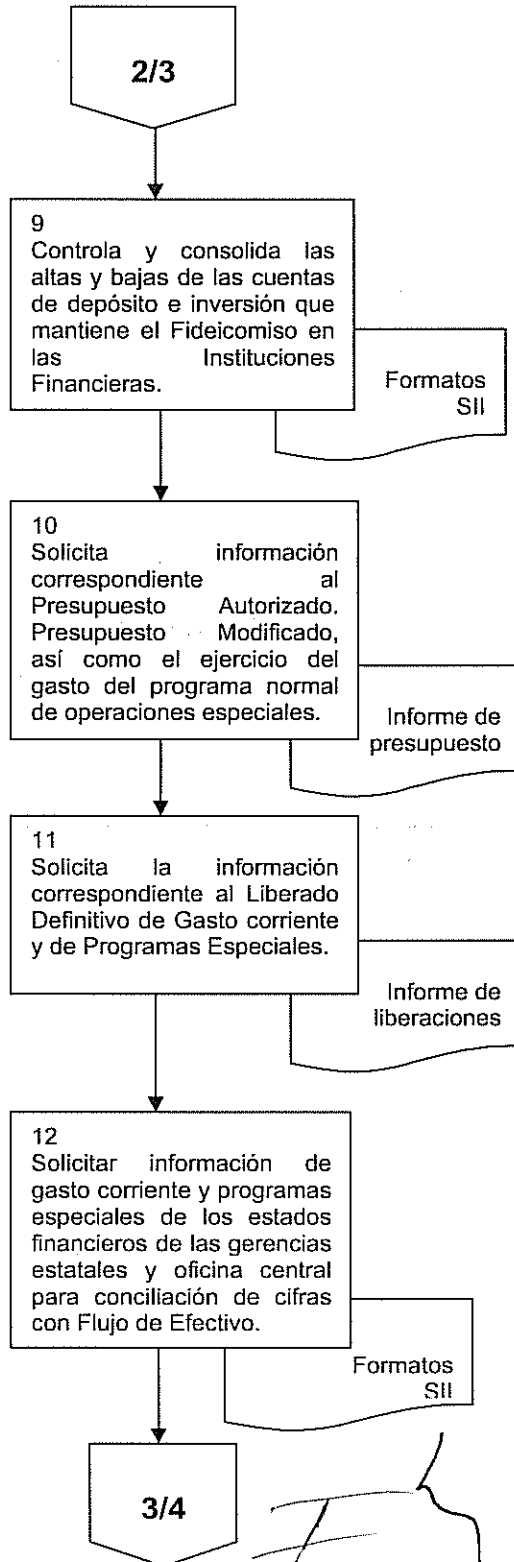 2/3
9
Controla y consolida las
altas y bajas de las cuentas
de depósito e inversión que
mantiene el Fideicomiso en
las Instituciones
Financieras.
Formatos
SII
10
Solicita información
correspondiente al
Presupuesto Autorizado.
Presupuesto Modificado,
así como el ejercicio del
gasto del programa normal
de operaciones especiales.
Informe de
presupuesto
11
Solicita la información
correspondiente al Liberado
Definitivo de Gasto corriente
y de Programas Especiales.
Informe de
liberaciones
12
Solicitar información de
gasto corriente y programas
especiales de los estados
financieros de las gerencias
estatales y oficina central
para conciliación de cifras
con Flujo de Efectivo.
Formatos
SII
3/4